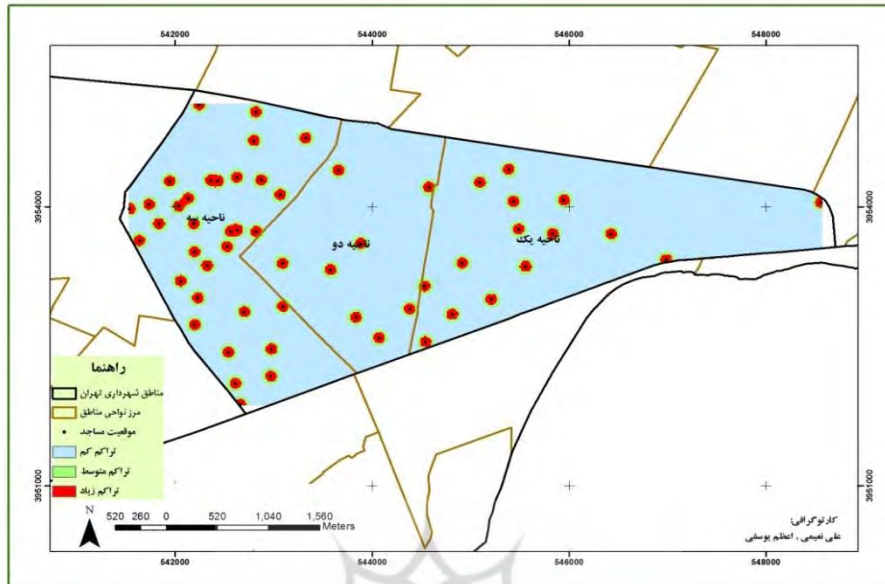 542000 544000 546000 548000
3954000 3954000
ناحیه سه
ناحیه دو
ناحیه یک
راهنما
مناطق شهرداری تهران
مرز نواحی مناطق
موقعیت مساجد
تراکم کم
تراکم متوسط
تراکم زیاد
3951000 3951000
N
520 260 0 520 1,040 1,560
Meters
کارتوگرافی:
علی نعیمی ، اعظم یوسفی
542000 544000 546000 548000